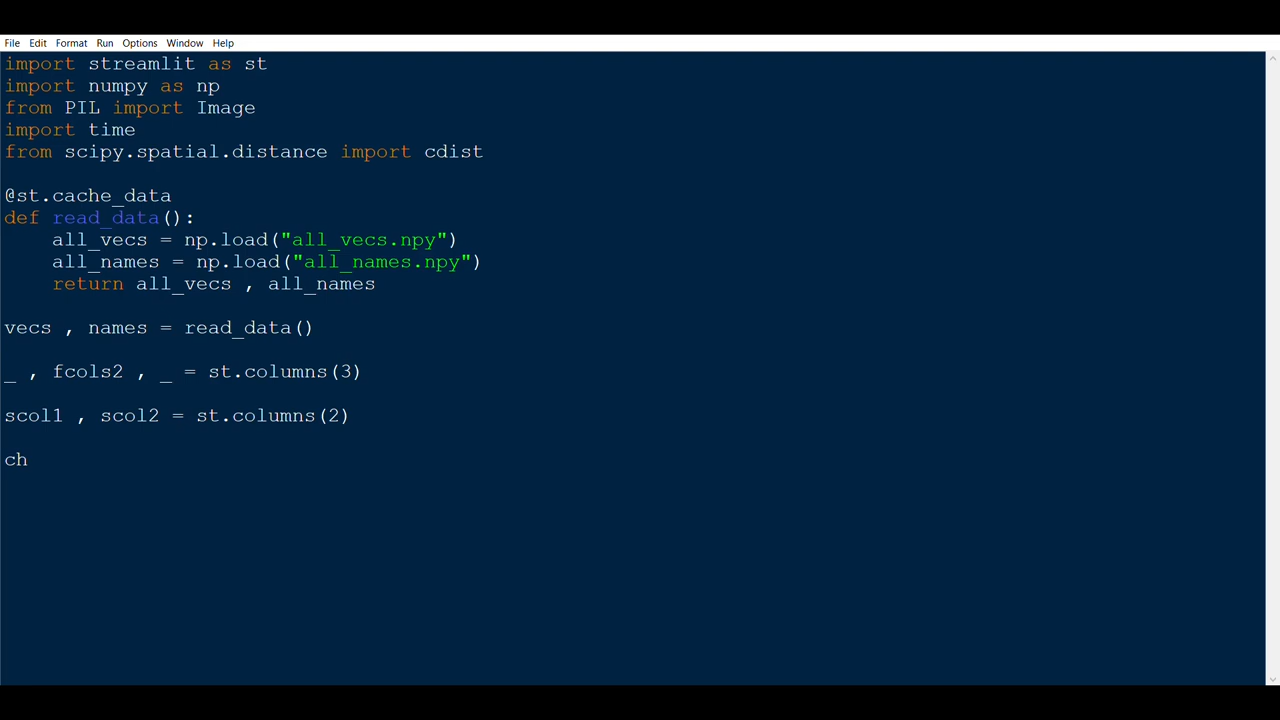 File Edit Format Run Options Window Help
import streamlit as st
import numpy as np
from PIL import Image
import time
from scipy.spatial.distance import cdist
@st.cache_data
def read_data():
    all_vecs = np.load("all_vecs.npy")
    all_names = np.load("all_names.npy")
    return all_vecs , all_names
vecs , names = read_data()
_ , fcols2 , _ = st.columns(3)
scol1 , scol2 = st.columns(2)
ch